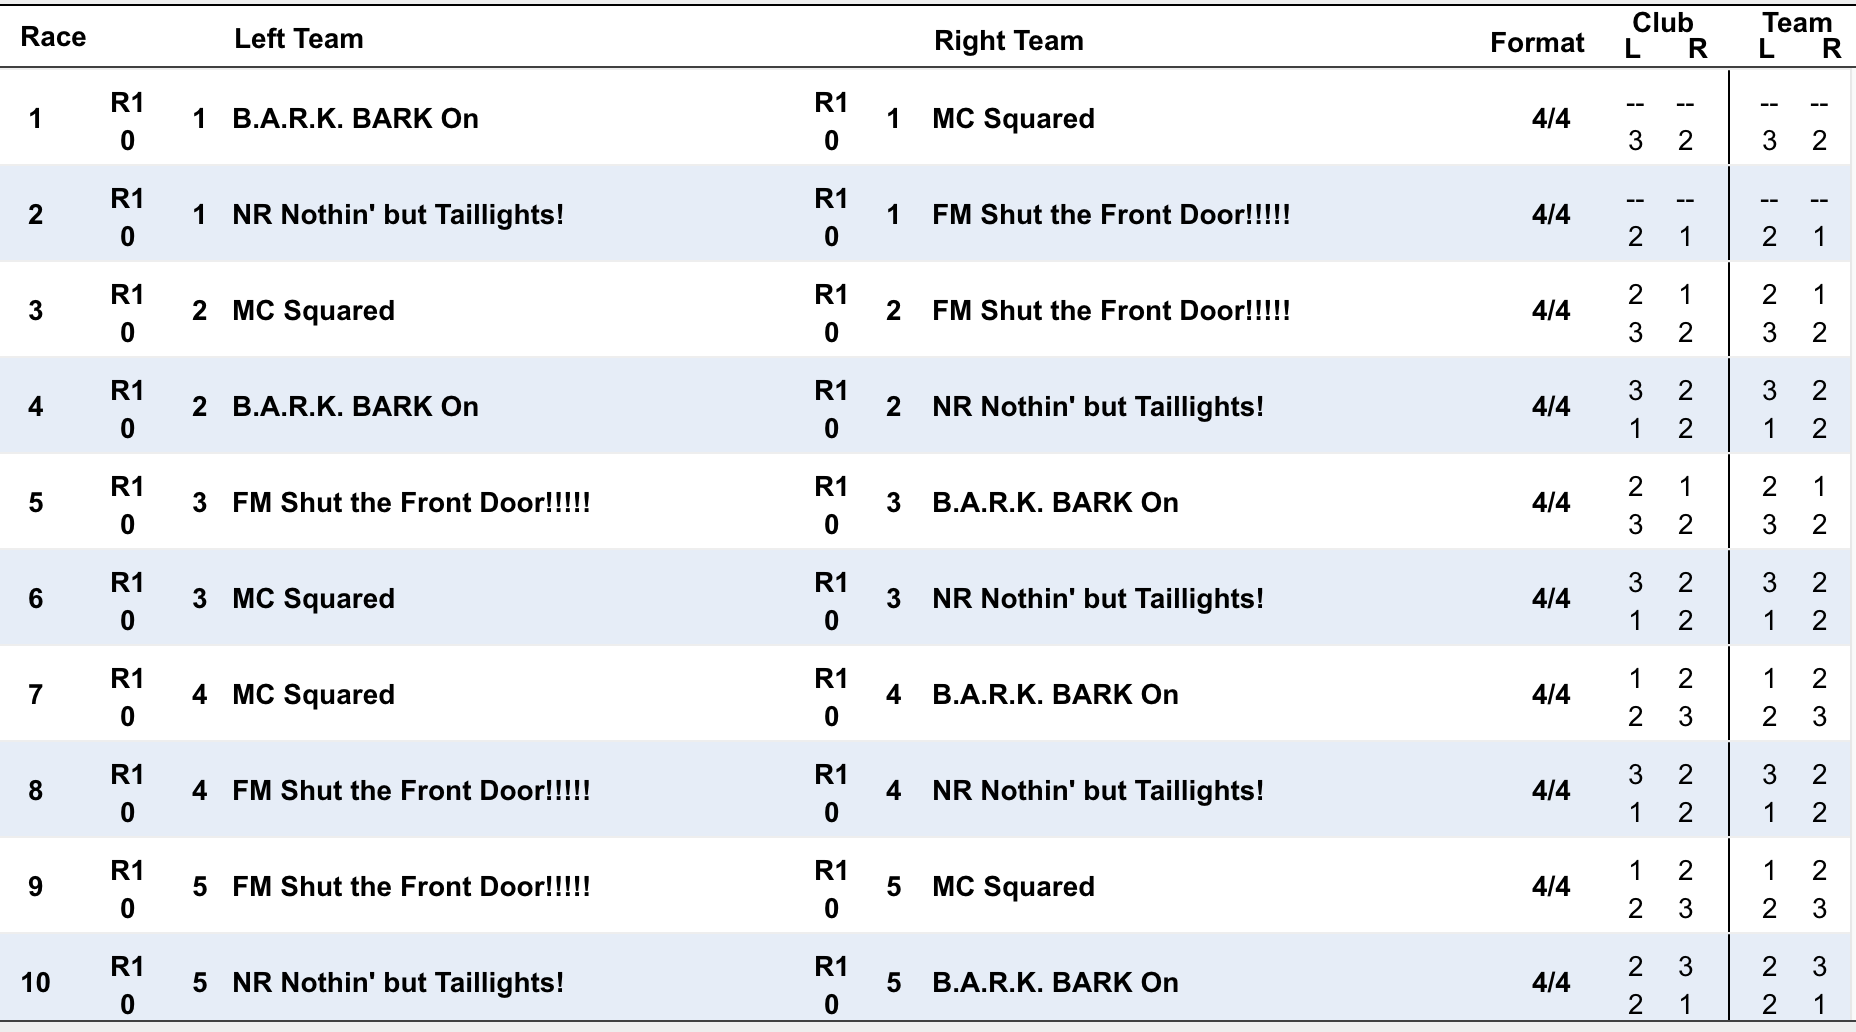 Race Left Team Right Team Format Club L R Team L R
R1 R1 -- -- -- --
1 1 B.A.R.K. BARK On 1 MC Squared 4/4
0 0 3 2 3 2
R1 R1 -- -- -- --
2 1 NR Nothin' but Taillights! 1 FM Shut the Front Door!!!!! 4/4
0 0 2 1 2 1
R1 R1 2 1 2 1
3 2 MC Squared 2 FM Shut the Front Door!!!!! 4/4
0 0 3 2 3 2
R1 R1 3 2 3 2
4 2 B.A.R.K. BARK On 2 NR Nothin' but Taillights! 4/4
0 0 1 2 1 2
R1 R1 2 1 2 1
5 3 FM Shut the Front Door!!!!! 3 B.A.R.K. BARK On 4/4
0 0 3 2 3 2
R1 R1 3 2 3 2
6 3 MC Squared 3 NR Nothin' but Taillights! 4/4
0 0 1 2 1 2
R1 R1 1 2 1 2
7 4 MC Squared 4 B.A.R.K. BARK On 4/4
0 0 2 3 2 3
R1 R1 3 2 3 2
8 4 FM Shut the Front Door!!!!! 4 NR Nothin' but Taillights! 4/4
0 0 1 2 1 2
R1 R1 1 2 1 2
9 5 FM Shut the Front Door!!!!! 5 MC Squared 4/4
0 0 2 3 2 3
R1 R1 2 3 2 3
10 5 NR Nothin' but Taillights! 5 B.A.R.K. BARK On 4/4
0 0 2 1 2 1